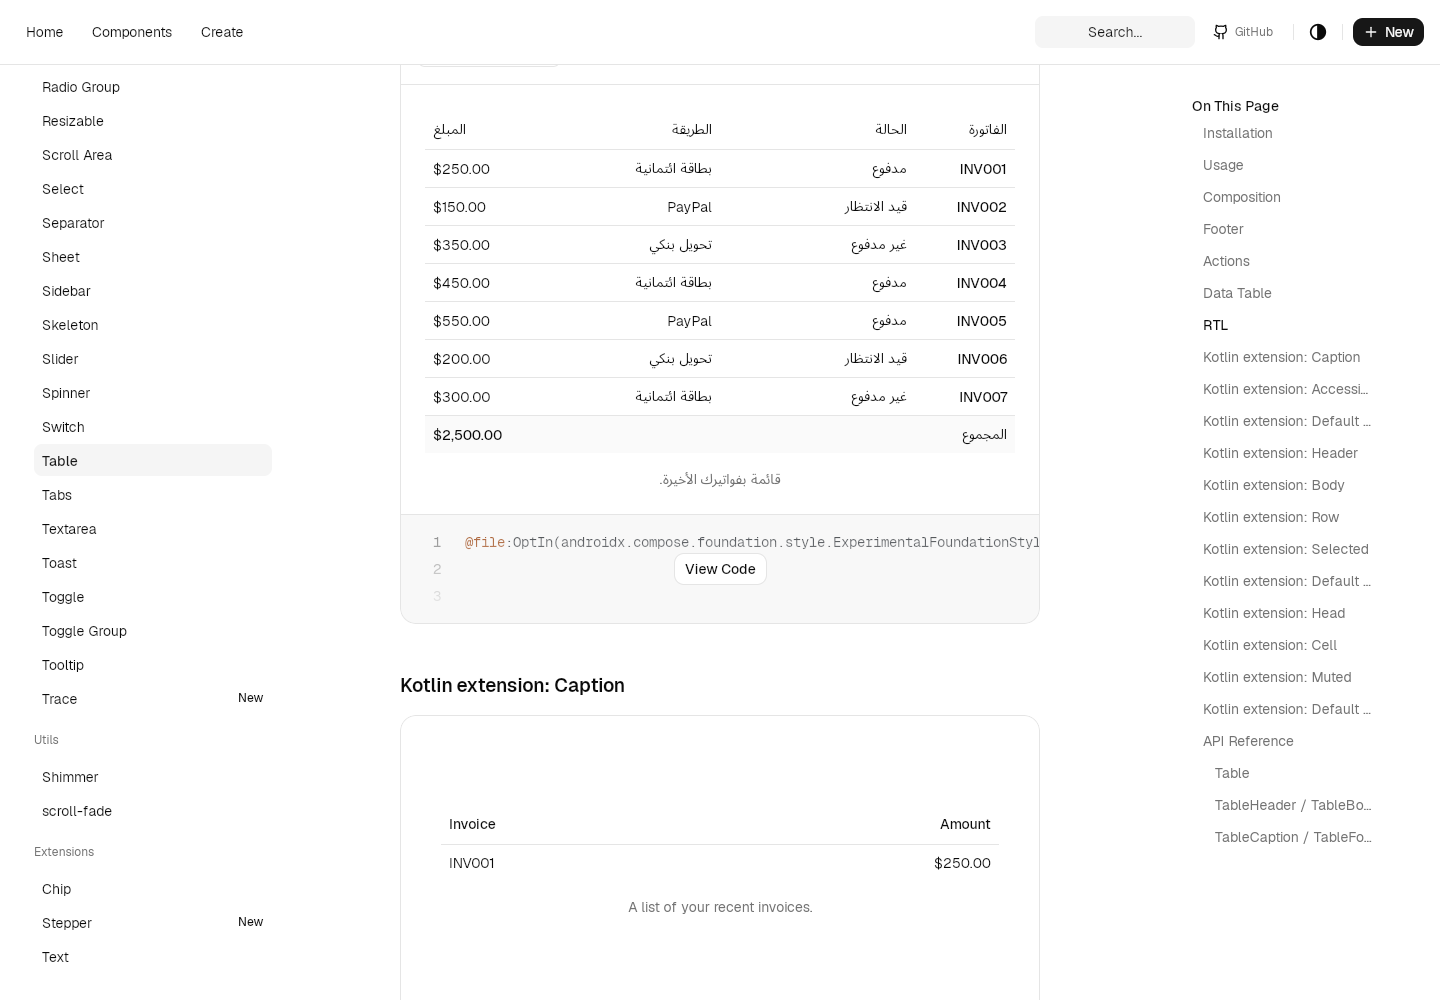 Home Components Create Search... GitHub New
Radio Group
Resizable
Scroll Area
Select
Separator
Sheet
Sidebar
Skeleton
Slider
Spinner
Switch
Table
Tabs
Textarea
Toast
Toggle
Toggle Group
Tooltip
Trace New
Utils
Shimmer
scroll-fade
Extensions
Chip
Stepper New
Text
الفاتورة الحالة الطريقة المبلغ
INV001 مدفوع بطاقة ائتمانية $250.00
INV002 قيد الانتظار PayPal $150.00
INV003 غير مدفوع تحويل بنكي $350.00
INV004 مدفوع بطاقة ائتمانية $450.00
INV005 مدفوع PayPal $550.00
INV006 قيد الانتظار تحويل بنكي $200.00
INV007 غير مدفوع بطاقة ائتمانية $300.00
المجموع $2,500.00
قائمة بفواتيرك الأخيرة.
1 @file:OptIn(androidx.compose.foundation.style.ExperimentalFoundationStyl
2
View Code
3
Kotlin extension: Caption
Invoice Amount
INV001 $250.00
A list of your recent invoices.
On This Page
Installation
Usage
Composition
Footer
Actions
Data Table
RTL
Kotlin extension: Caption
Kotlin extension: Accessi...
Kotlin extension: Default ...
Kotlin extension: Header
Kotlin extension: Body
Kotlin extension: Row
Kotlin extension: Selected
Kotlin extension: Default ...
Kotlin extension: Head
Kotlin extension: Cell
Kotlin extension: Muted
Kotlin extension: Default ...
API Reference
Table
TableHeader / TableBo...
TableCaption / TableFo...